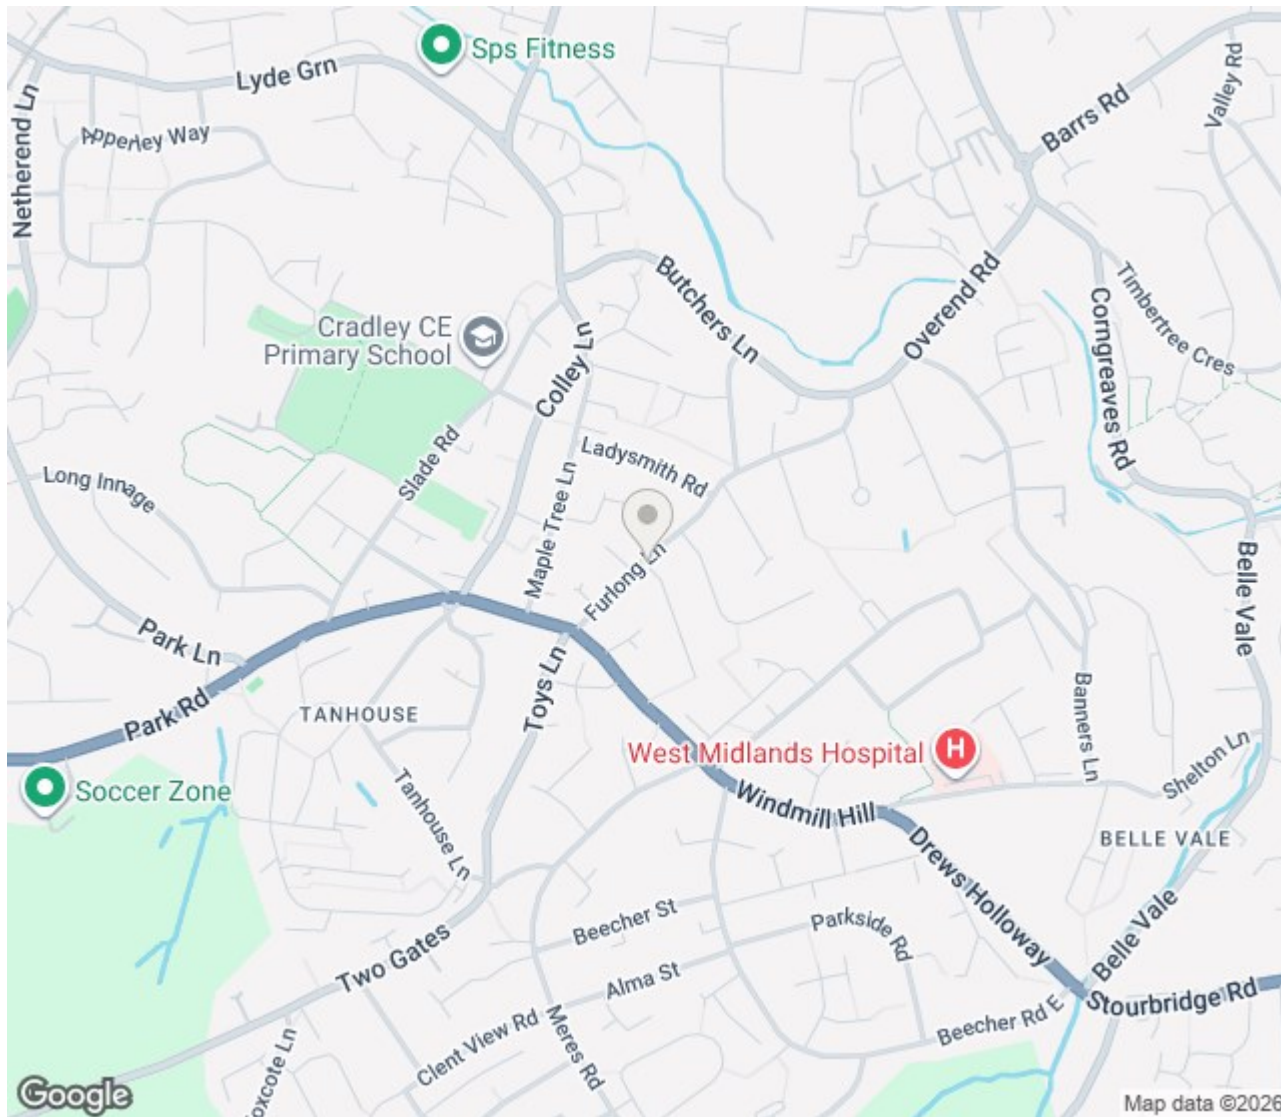 Sps Fitness
Lyde Grn
Netherend Ln
Apperley Way
Barrs Rd
Valley Rd
Butchers Ln
Overend Rd
Timbertree Cres
Corngreaves Rd
Cradley CE
Primary School
Colley Ln
Ladysmith Rd
Slade Rd
Long Innage
Maple Tree Ln
Furlong Ln
Belle Vale
Park Ln
Park Rd
TANHOUSE
Toys Ln
Banners Ln
West Midlands Hospital
H
Shelton Ln
Soccer Zone
Tanhouse Ln
Windmill Hill
BELLE VALE
Drews Holloway
Beecher St
Parkside Rd
Belle Vale
Two Gates
Alma St
Stourbridge Rd
Beecher Rd E
Meres Rd
Clent View Rd
Google
Map data ©2026